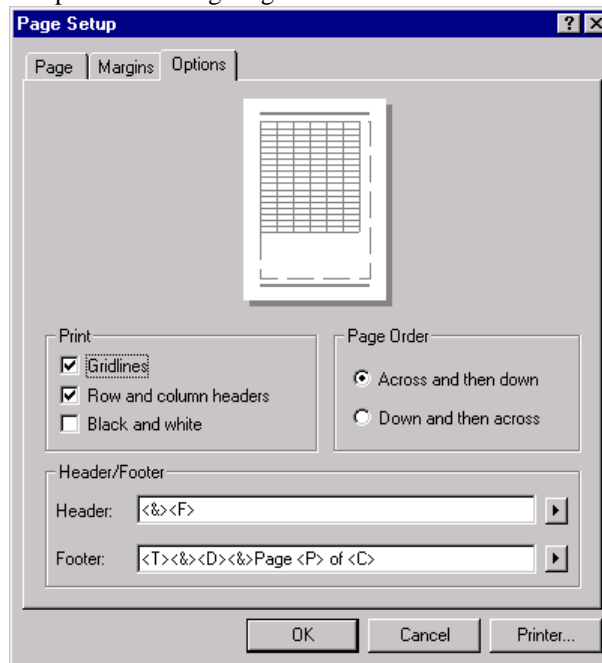 Page Setup
Page Margins Options
Print
Gridlines
Row and column headers
Black and white
Page Order
Across and then down
Down and then across
Header/Footer
Header: <&><F>
Footer: <T><&><D><&>Page <P> of <C>
OK Cancel Printer...